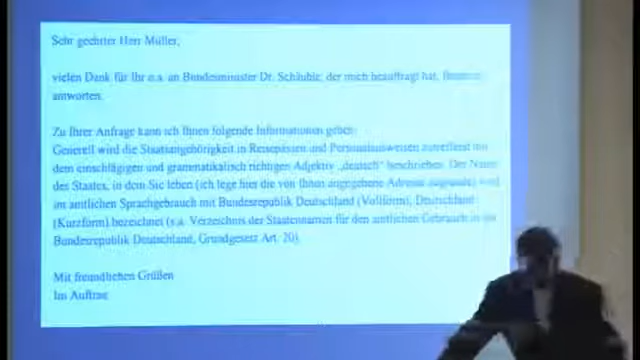 Sehr geehrter Herr Müller,
vielen Dank für Ihr o.a. an Bundesminister Dr. Schäuble, der mich beauftragt hat, Ihnen zu
antworten.
Zu Ihrer Anfrage kann ich Ihnen folgende Informationen geben:
Generell wird die Staatsangehörigkeit in Reisepässen und Personalausweisen zutreffend mit
dem einschlägigen und grammatikalisch richtigen Adjektiv „deutsch" beschrieben. Der Name
des Staates, in dem Sie leben (ich lege hier die von Ihnen angegebene Adresse zugrunde) wird
im amtlichen Sprachgebrauch mit Bundesrepublik Deutschland (Vollform), Deutschland
(Kurzform) bezeichnet (s.a. Verzeichnis der Staatennamen für den amtlichen Gebrauch in der
Bundesrepublik Deutschland, Grundgesetz Art. 20).
Mit freundlichen Grüßen
Im Auftrag